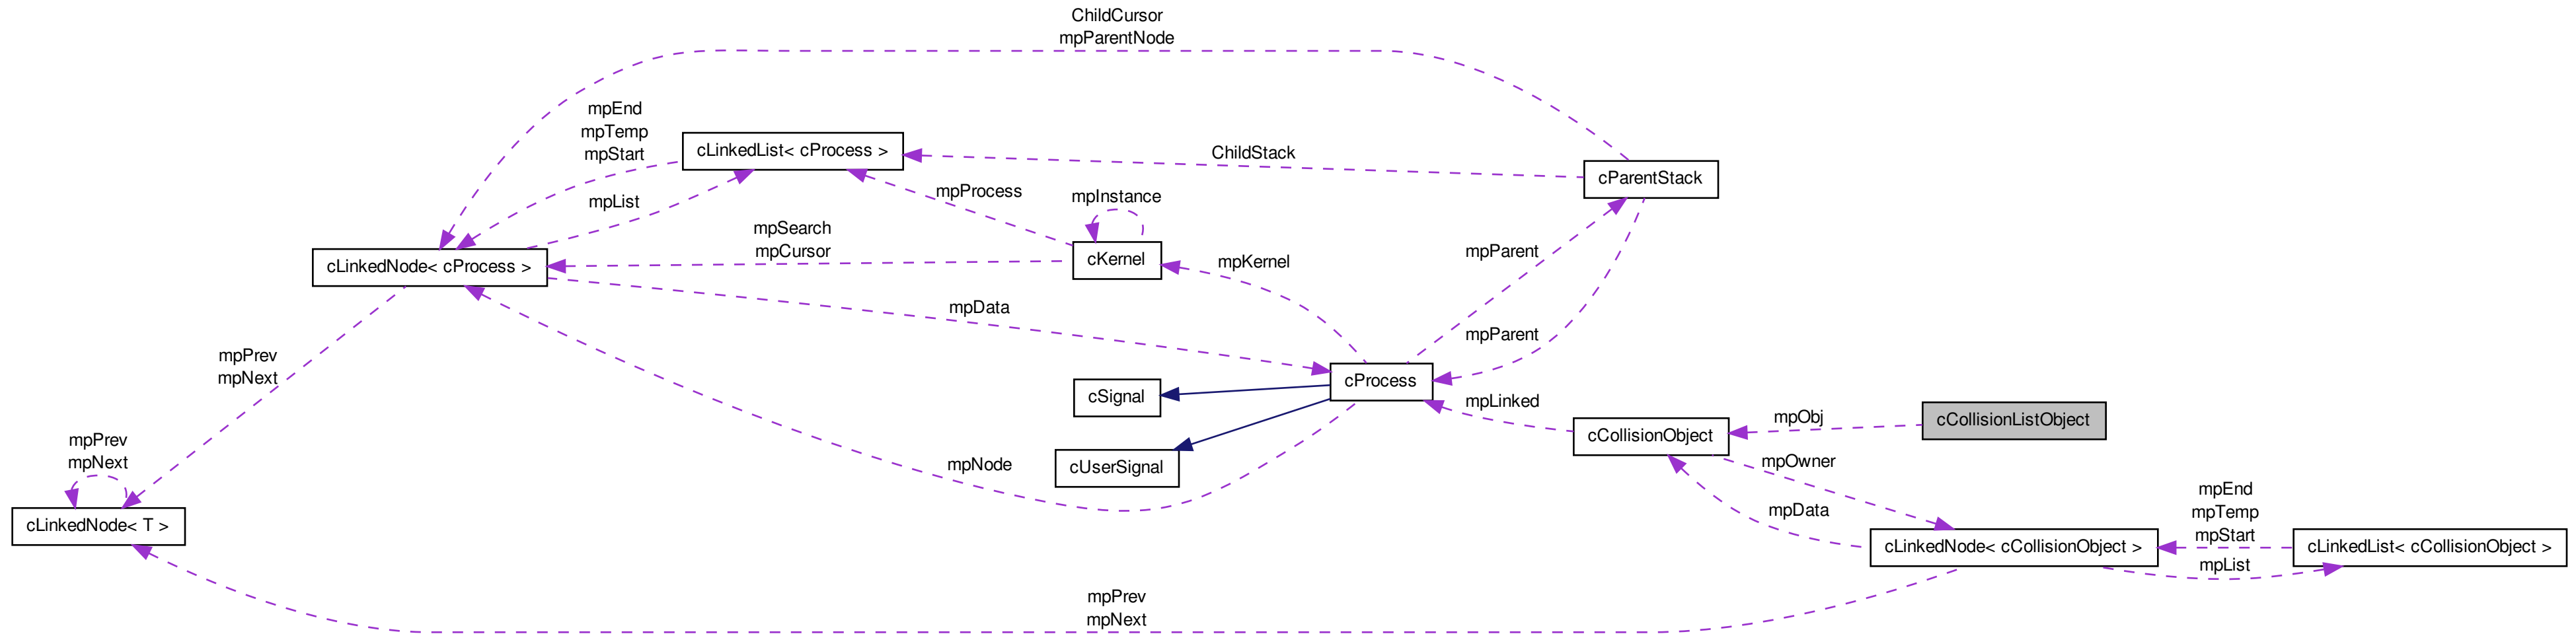 ChildCursor
mpParentNode
mpEnd
mpTemp
mpStart
cLinkedList< cProcess >
ChildStack
cParentStack
mpList
mpProcess
mpInstance
mpSearch
mpCursor
cLinkedNode< cProcess >
cKernel
mpKernel
mpParent
mpData
mpParent
mpPrev
mpNext
cProcess
cSignal
mpLinked
mpObj
cCollisionListObject
cCollisionObject
mpPrev
mpNext
mpNode
cUserSignal
mpOwner
mpData
mpEnd
mpTemp
mpStart
cLinkedNode< T >
cLinkedNode< cCollisionObject >
cLinkedList< cCollisionObject >
mpList
mpPrev
mpNext